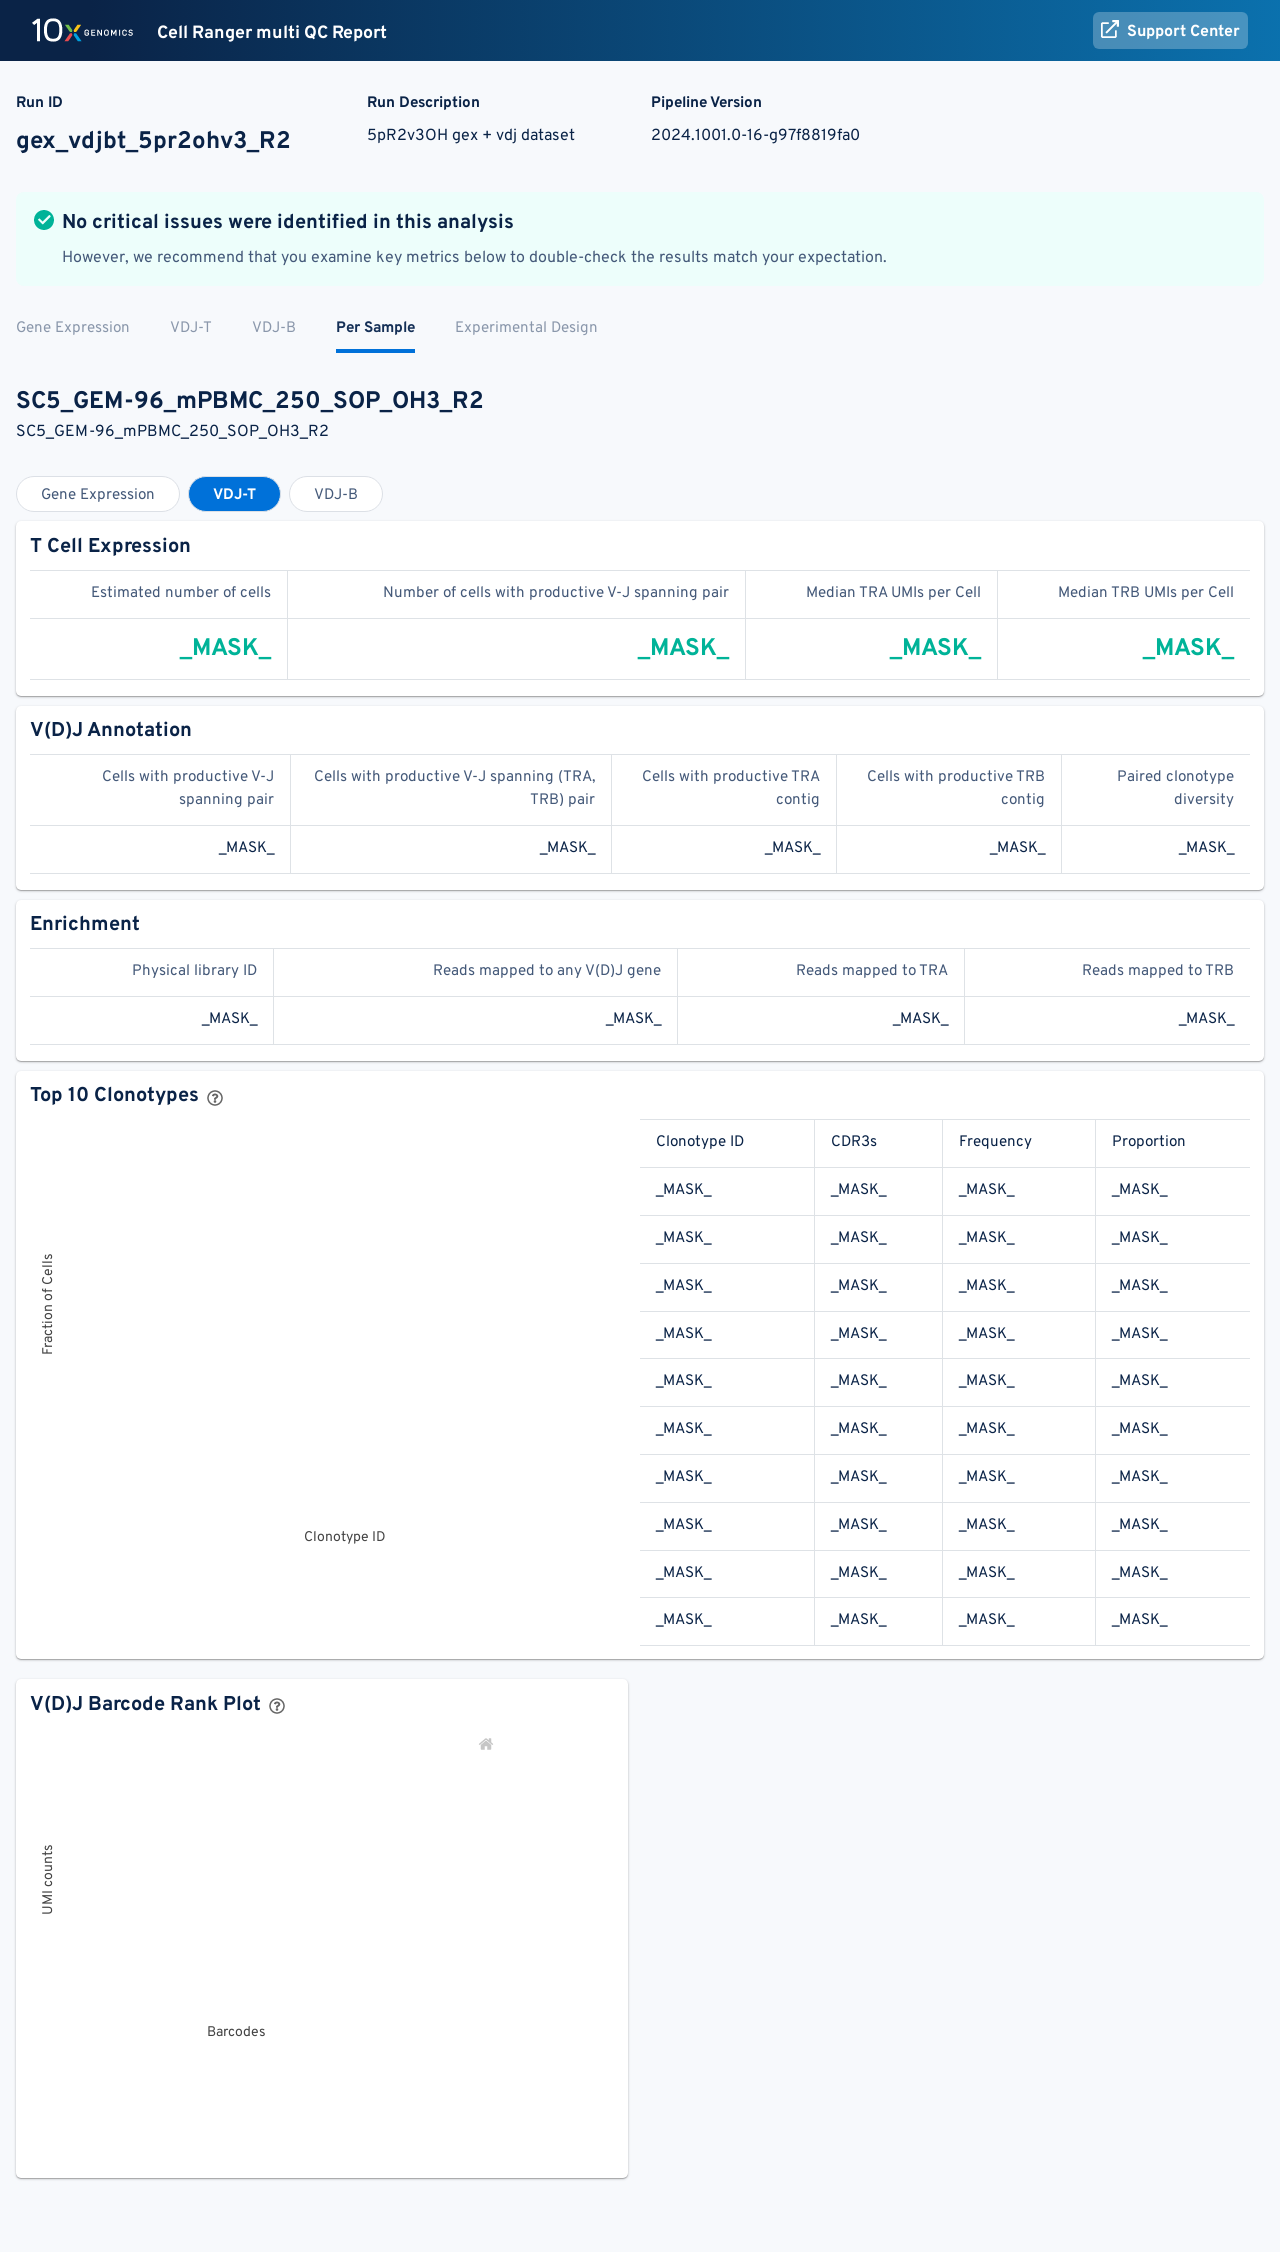 10x GENOMICS Cell Ranger multi QC Report Support Center
Run ID Run Description Pipeline Version
gex_vdjbt_5pr2ohv3_R2 5pR2v3OH gex + vdj dataset 2024.1001.0-16-g97f8819fa0
No critical issues were identified in this analysis
However, we recommend that you examine key metrics below to double-check the results match your expectation.
Gene Expression VDJ-T VDJ-B Per Sample Experimental Design
SC5_GEM-96_mPBMC_250_SOP_OH3_R2
SC5_GEM-96_mPBMC_250_SOP_OH3_R2
Gene Expression VDJ-T VDJ-B
T Cell Expression
Estimated number of cells Number of cells with productive V-J spanning pair Median TRA UMIs per Cell Median TRB UMIs per Cell
_MASK_ _MASK_ _MASK_ _MASK_
V(D)J Annotation
Cells with productive V-J spanning pair Cells with productive V-J spanning (TRA, TRB) pair Cells with productive TRA contig Cells with productive TRB contig Paired clonotype diversity
_MASK_ _MASK_ _MASK_ _MASK_ _MASK_
Enrichment
Physical library ID Reads mapped to any V(D)J gene Reads mapped to TRA Reads mapped to TRB
_MASK_ _MASK_ _MASK_ _MASK_
Top 10 Clonotypes ?
Fraction of Cells
Clonotype ID
Clonotype ID CDR3s Frequency Proportion
_MASK_ _MASK_ _MASK_ _MASK_
_MASK_ _MASK_ _MASK_ _MASK_
_MASK_ _MASK_ _MASK_ _MASK_
_MASK_ _MASK_ _MASK_ _MASK_
_MASK_ _MASK_ _MASK_ _MASK_
_MASK_ _MASK_ _MASK_ _MASK_
_MASK_ _MASK_ _MASK_ _MASK_
_MASK_ _MASK_ _MASK_ _MASK_
_MASK_ _MASK_ _MASK_ _MASK_
_MASK_ _MASK_ _MASK_ _MASK_
V(D)J Barcode Rank Plot ?
UMI counts
Barcodes